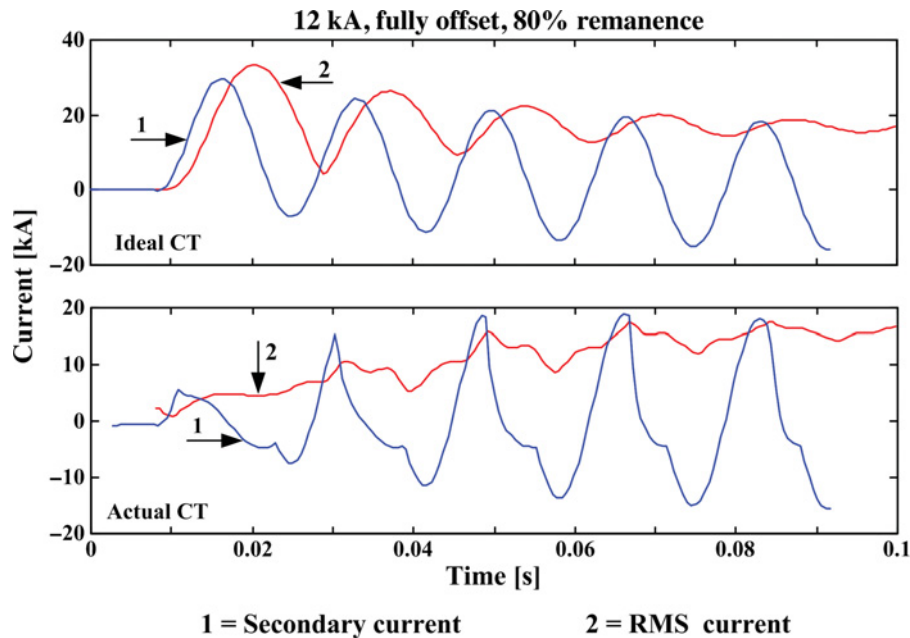 12 kA, fully offset, 80% remanence
40
20
0
−20
2
1
Ideal CT
Current [kA]
20
10
0
−10
−20
2
1
Actual CT
0 0.02 0.04 0.06 0.08 0.1
Time [s]
1 = Secondary current 2 = RMS current